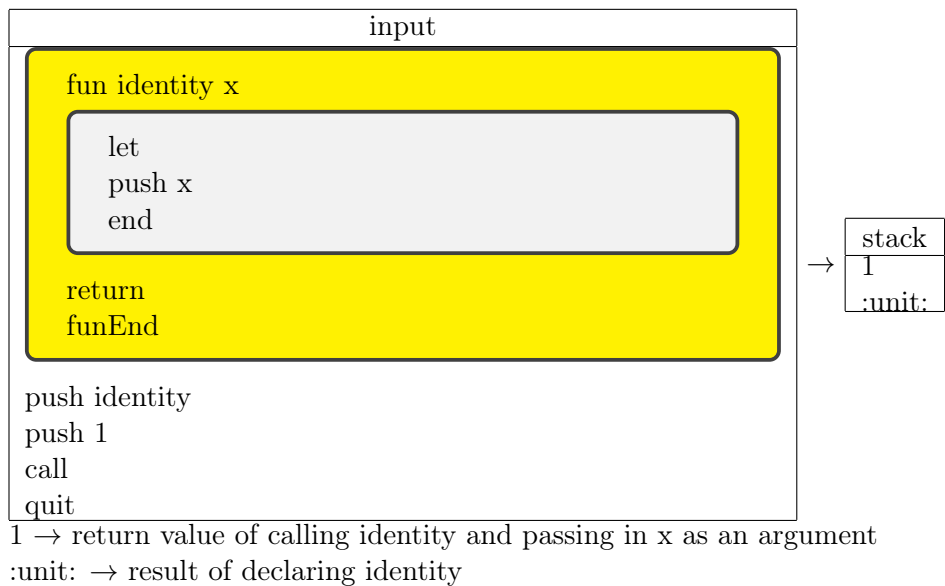 input
fun identity x
let
push x
end
return
funEnd
push identity
push 1
call
quit
→
stack
1
:unit:
1 → return value of calling identity and passing in x as an argument
:unit: → result of declaring identity